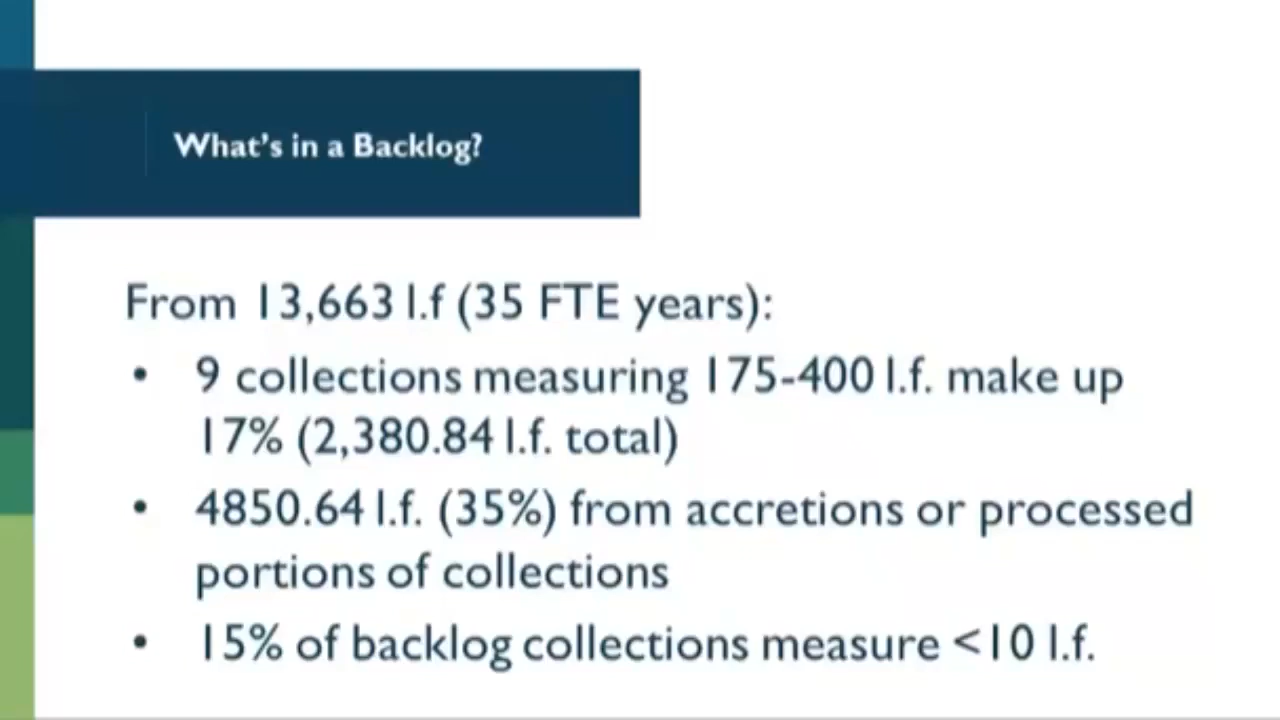 What's in a Backlog?
From 13,663 l.f (35 FTE years):
• 9 collections measuring 175-400 l.f. make up
17% (2,380.84 l.f. total)
• 4850.64 l.f. (35%) from accretions or processed
portions of collections
• 15% of backlog collections measure <10 l.f.